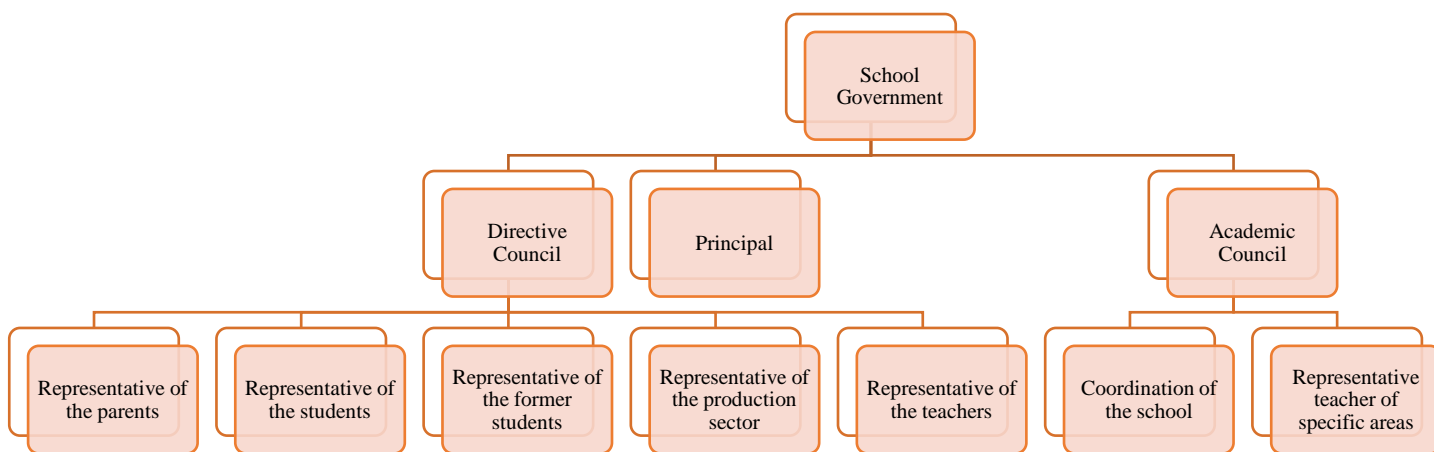 School
Government
Directive
Council
Principal
Academic
Council
Representative of
the parents
Representative of
the students
Representative of
the former
students
Representative of
the production
sector
Representative of
the teachers
Coordination of
the school
Representative
teacher of
specific areas